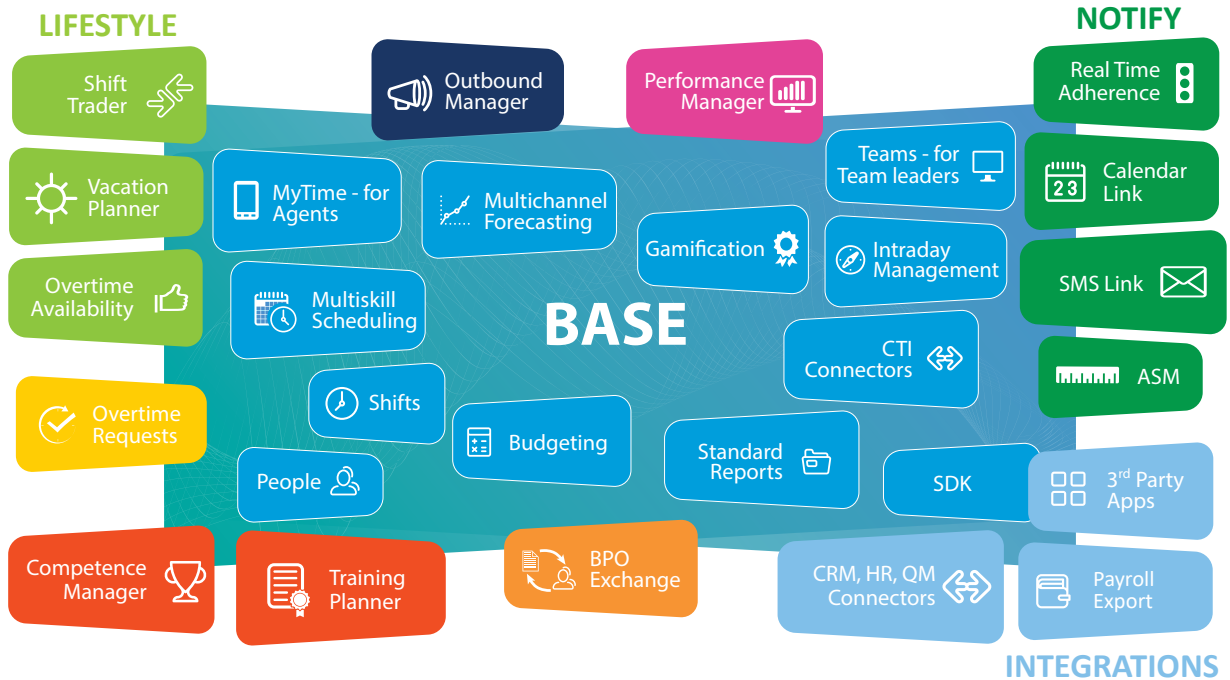 LIFESTYLE
NOTIFY
Shift
Trader
Outbound
Manager
Performance
Manager
Real Time
Adherence
Vacation
Planner
MyTime - for
Agents
Multichannel
Forecasting
Gamification
Teams - for
Team leaders
Calendar
Link
23
Overtime
Availability
Multiskill
Scheduling
BASE
Intraday
Management
SMS Link
CTI
Connectors
ASM
Overtime
Requests
Shifts
Budgeting
Standard
Reports
People
SDK
3rd Party
Apps
Competence
Manager
Training
Planner
BPO
Exchange
CRM, HR, QM
Connectors
Payroll
Export
INTEGRATIONS